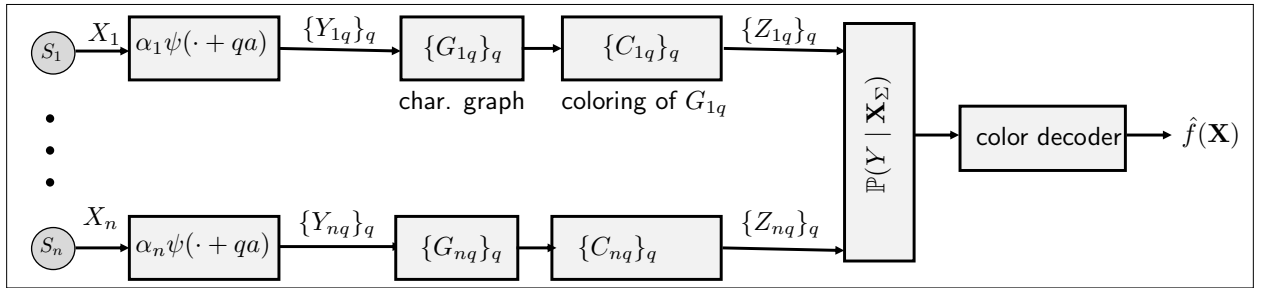 S₁ X₁ α₁ψ(· + qa) {Y₁q}q {G₁q}q {C₁q}q {Z₁q}q
char. graph coloring of G₁q
ℙ(Y | X_Σ) color decoder f̂(X)
Sₙ Xₙ αₙψ(· + qa) {Yₙq}q {Gₙq}q {Cₙq}q {Zₙq}q